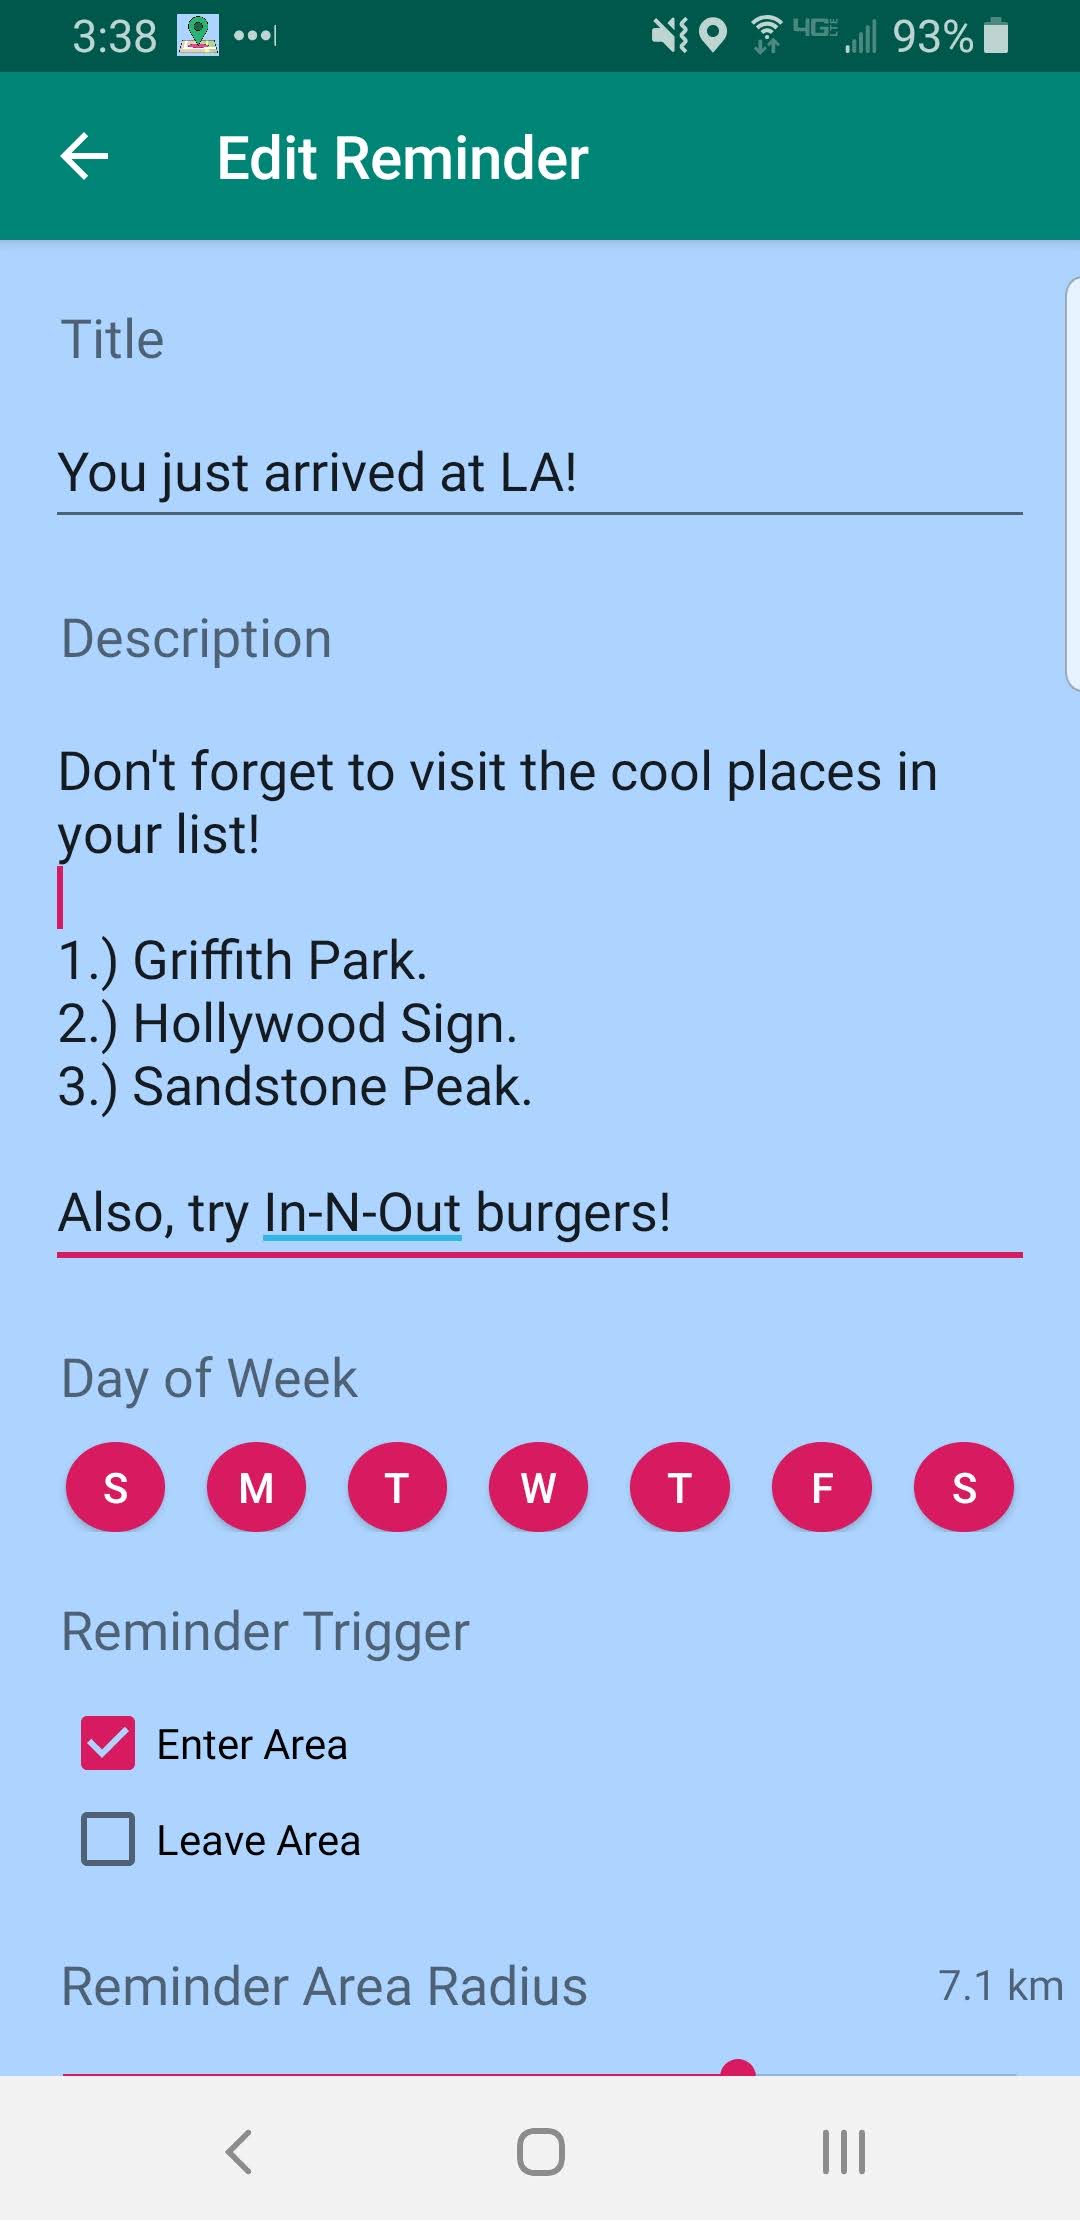 3:38 93%
Edit Reminder
Title
You just arrived at LA!
Description
Don't forget to visit the cool places in
your list!
1.) Griffith Park.
2.) Hollywood Sign.
3.) Sandstone Peak.
Also, try In-N-Out burgers!
Day of Week
S M T W T F S
Reminder Trigger
Enter Area
Leave Area
Reminder Area Radius 7.1 km